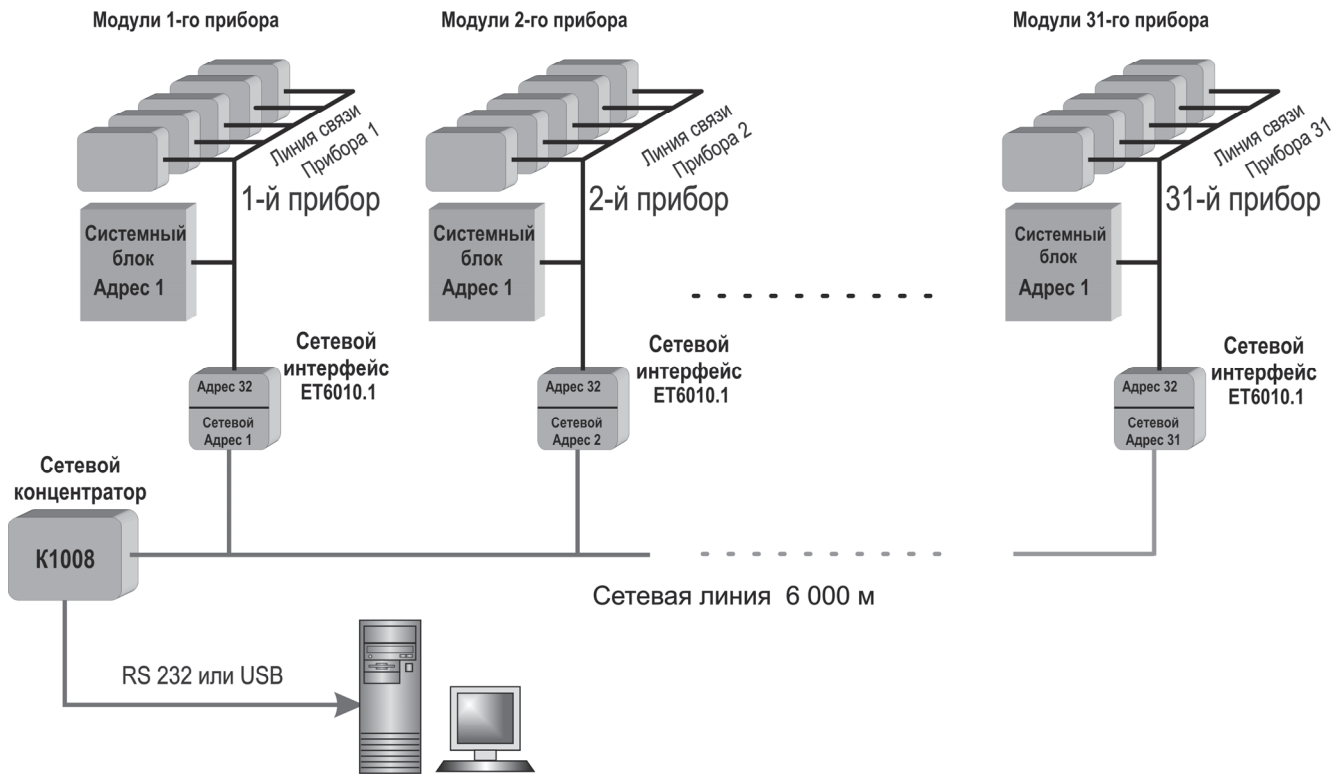 Модули 1-го прибора
Модули 2-го прибора
Модули 31-го прибора
Линия связи
Прибора 1
Линия связи
Прибора 2
Линия связи
Прибора 31
1-й прибор
2-й прибор
31-й прибор
Системный
блок
Адрес 1
Системный
блок
Адрес 1
Системный
блок
Адрес 1
Сетевой
интерфейс
ЕТ6010.1
Сетевой
интерфейс
ЕТ6010.1
Сетевой
интерфейс
ЕТ6010.1
Адрес 32
Сетевой
Адрес 1
Адрес 32
Сетевой
Адрес 2
Адрес 32
Сетевой
Адрес 31
Сетевой
концентратор
К1008
Сетевая линия 6 000 м
RS 232 или USB